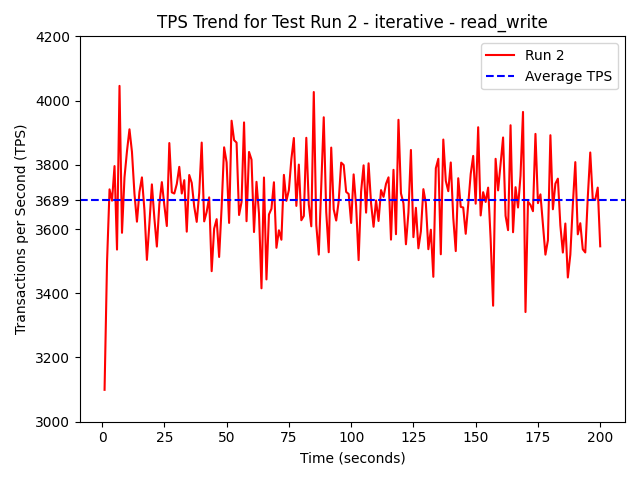 TPS Trend for Test Run 2 - iterative - read_write
Run 2
Average TPS
Transactions per Second (TPS)
4200
4000
3800
3689
3600
3400
3200
3000
0 25 50 75 100 125 150 175 200
Time (seconds)